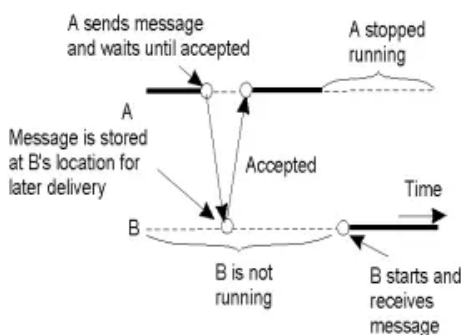 A sends message
and waits until accepted
A stopped
running
A
Message is stored
at B's location for
later delivery
Accepted
Time
B
B is not
running
B starts and
receives
message